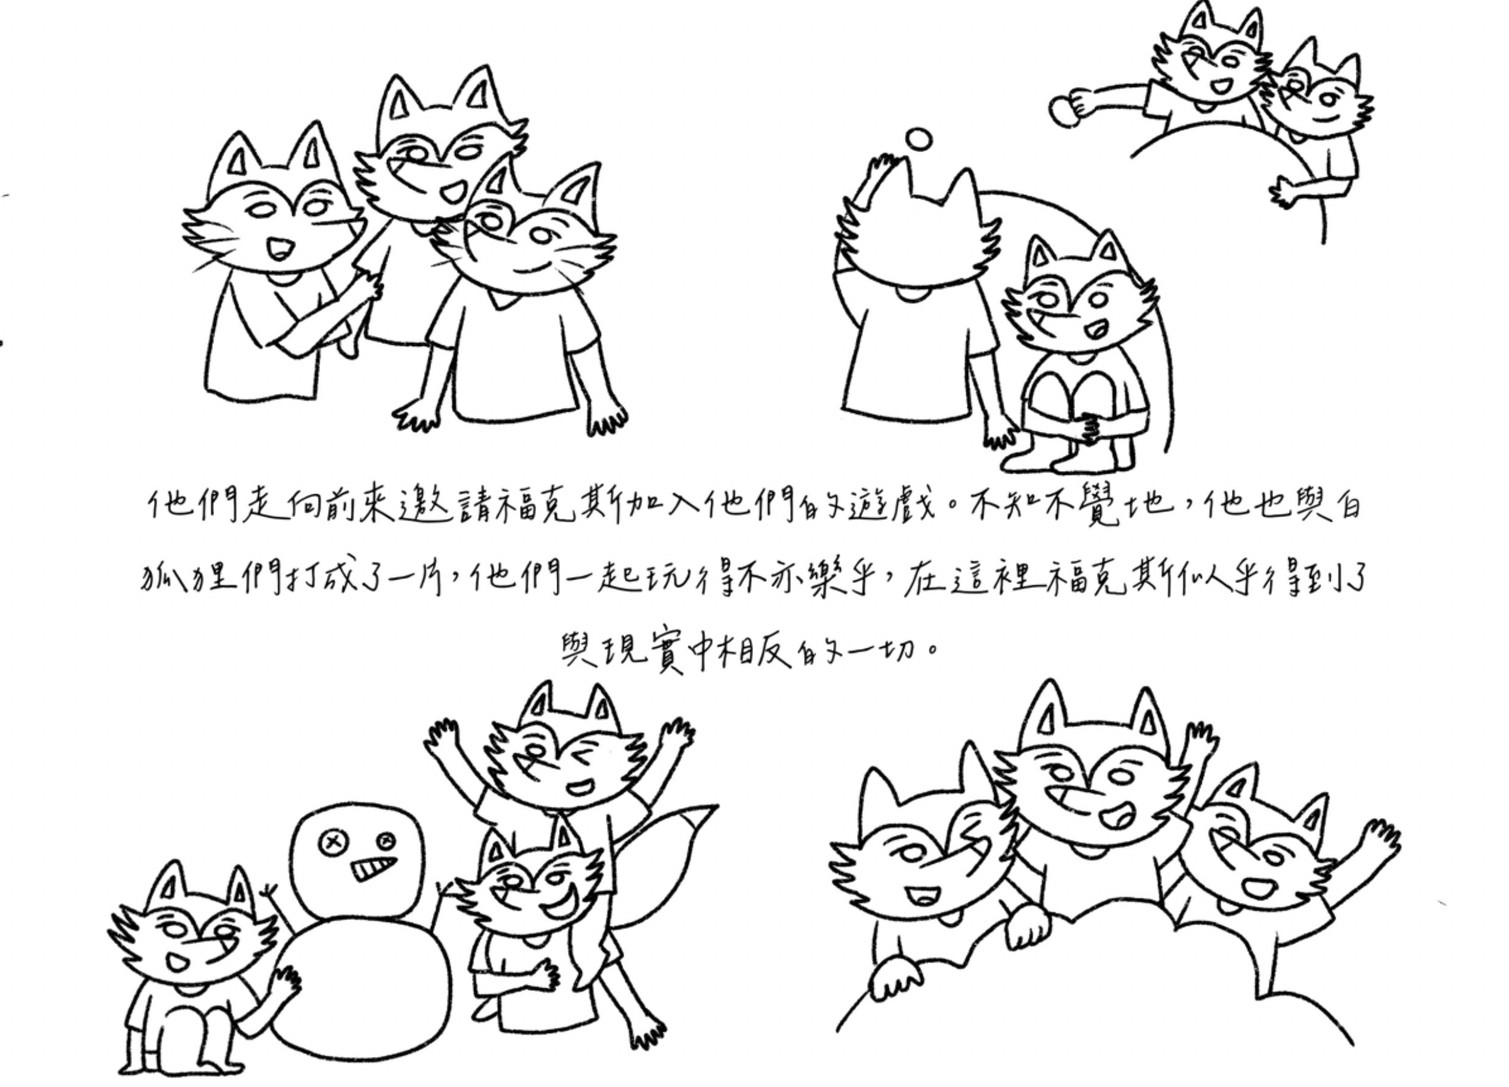 他們走向前來邀請福克斯加入他們的遊戲。不知不覺地，他也與白
狐狸們打成了一片，他們一起玩得不亦樂乎，在這裡福克斯似乎得到了
與現實中相反的一切。